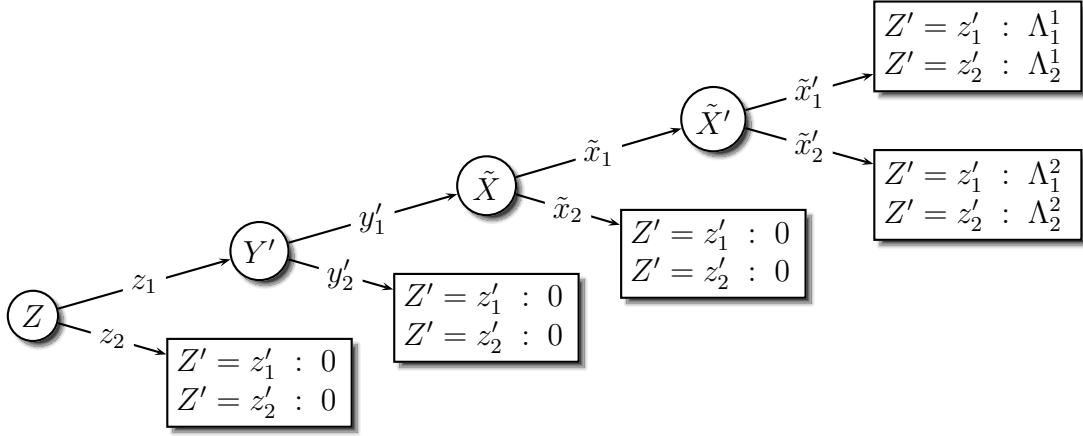 Z' = z'₁ : Λ¹₁
Z' = z'₂ : Λ¹₂
x̃'₁
X̃'
x̃'₂
x̃₁
Z' = z'₁ : Λ²₁
Z' = z'₂ : Λ²₂
X̃
x̃₂
y'₁
Z' = z'₁ : 0
Z' = z'₂ : 0
Y'
y'₂
z₁
Z' = z'₁ : 0
Z' = z'₂ : 0
Z
z₂
Z' = z'₁ : 0
Z' = z'₂ : 0